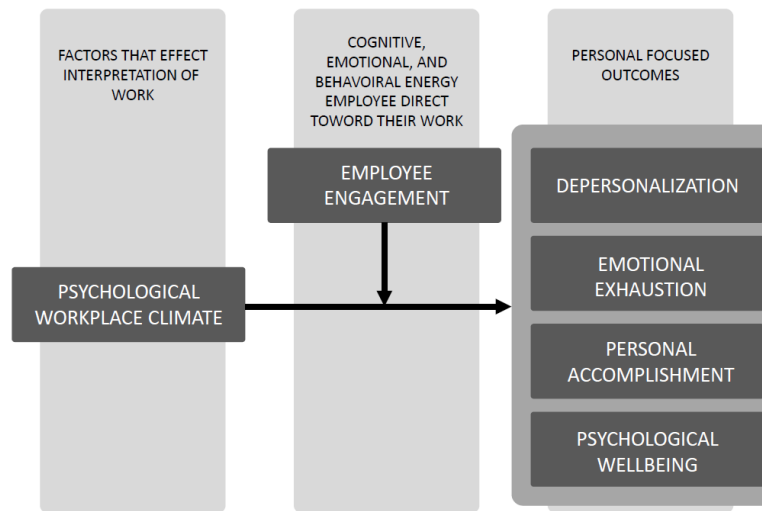 FACTORS THAT EFFECT
INTERPRETATION OF
WORK
COGNITIVE,
EMOTIONAL, AND
BEHAVOIRAL ENERGY
EMPLOYEE DIRECT
TOWORD THEIR WORK
PERSONAL FOCUSED
OUTCOMES
EMPLOYEE
ENGAGEMENT
PSYCHOLOGICAL
WORKPLACE CLIMATE
DEPERSONALIZATION
EMOTIONAL
EXHAUSTION
PERSONAL
ACCOMPLISHMENT
PSYCHOLOGICAL
WELLBEING